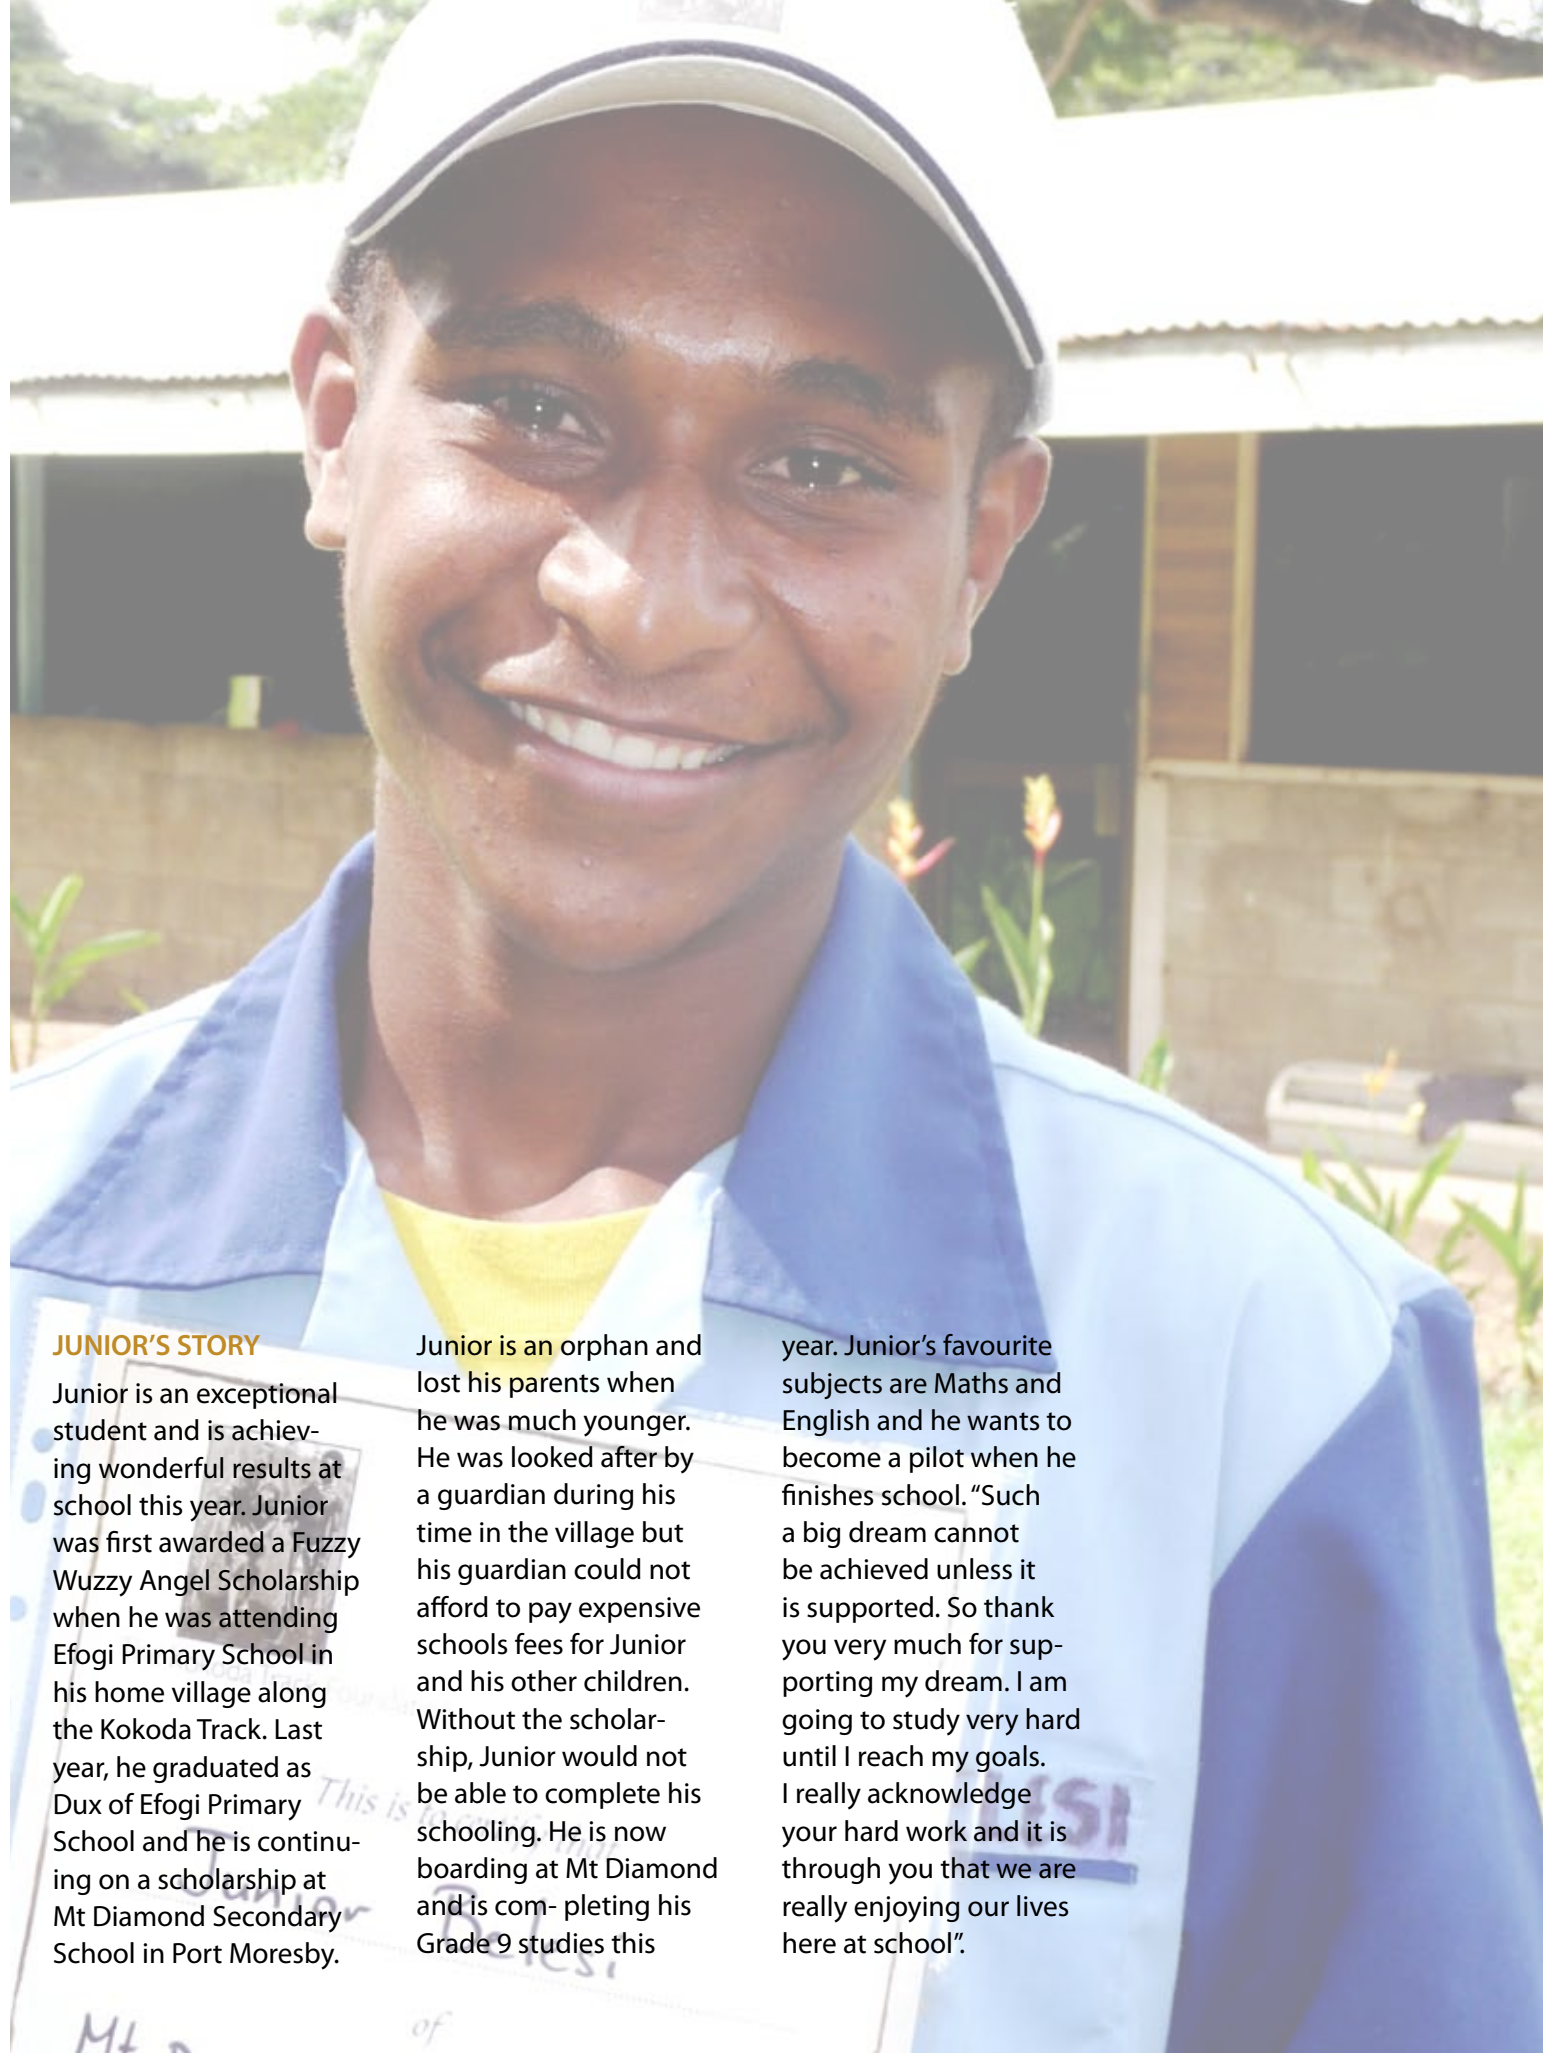 JUNIOR’S STORY
Junior is an exceptional
student and is achiev-
ing wonderful results at
school this year. Junior
was first awarded a Fuzzy
Wuzzy Angel Scholarship
when he was attending
Efogi Primary School in
his home village along
the Kokoda Track. Last
year, he graduated as
Dux of Efogi Primary
School and he is continu-
ing on a scholarship at
Mt Diamond Secondary
School in Port Moresby.
Junior is an orphan and
lost his parents when
he was much younger.
He was looked after by
a guardian during his
time in the village but
his guardian could not
afford to pay expensive
schools fees for Junior
and his other children.
Without the scholar-
ship, Junior would not
be able to complete his
schooling. He is now
boarding at Mt Diamond
and is com- pleting his
Grade 9 studies this
year. Junior’s favourite
subjects are Maths and
English and he wants to
become a pilot when he
finishes school. “Such
a big dream cannot
be achieved unless it
is supported. So thank
you very much for sup-
porting my dream. I am
going to study very hard
until I reach my goals.
I really acknowledge
your hard work and it is
through you that we are
really enjoying our lives
here at school”.
Kokoda Track Foundation
This is to certify that
Junior Belesi
of
Mt
LESI